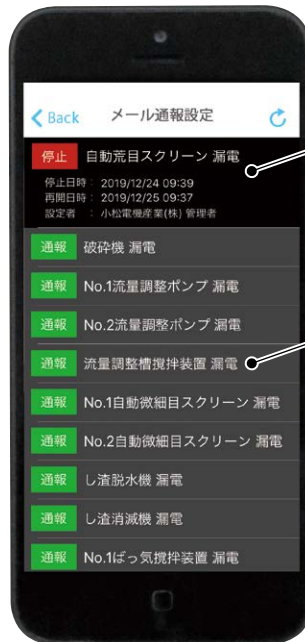 Back メール通報設定
停止 自動荒目スクリーン 漏電
停止日時 : 2019/12/24 09:39
再開日時 : 2019/12/25 09:37
設定者 : 小松電機産業(株) 管理者
通報 破砕機 漏電
通報 No.1流量調整ポンプ 漏電
通報 No.2流量調整ポンプ 漏電
通報 流量調整槽撹拌装置 漏電
通報 No.1自動微細目スクリーン 漏電
通報 No.2自動微細目スクリーン 漏電
通報 し渣脱水機 漏電
通報 し渣消滅機 漏電
通報 No.1ばっ気撹拌装置 漏電